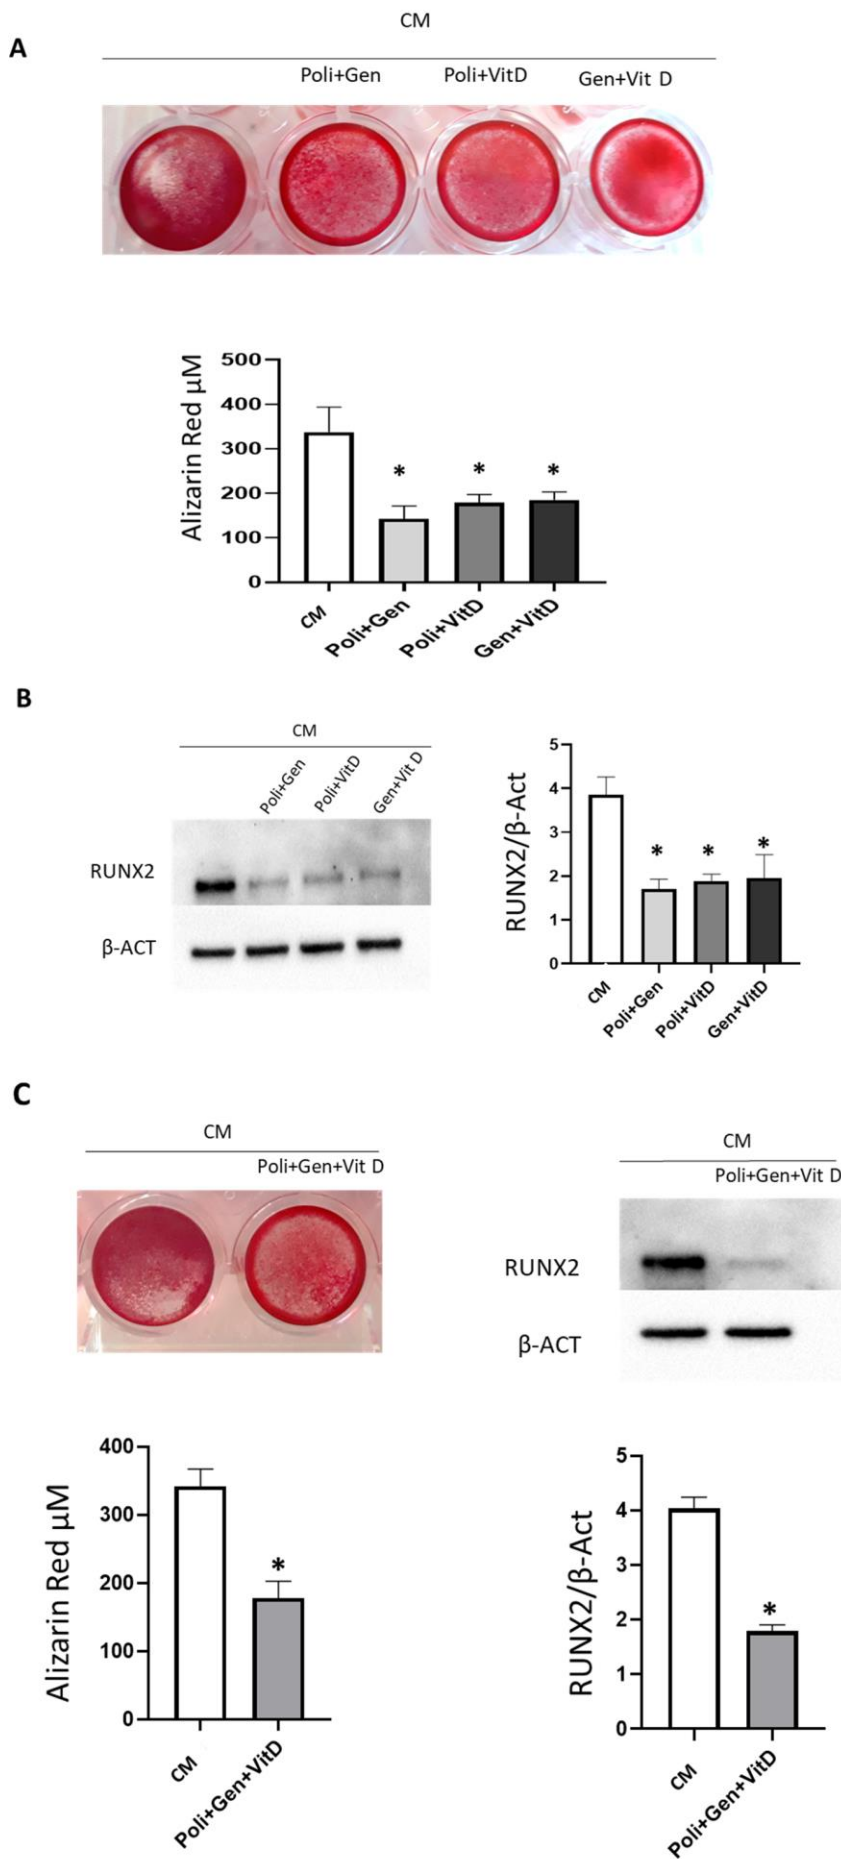 CM
A
Poli+Gen Poli+VitD Gen+Vit D
Alizarin Red μM
500
400
300
200
100
0
* * *
CM Poli+Gen Poli+VitD Gen+VitD
B
CM
Poli+Gen Poli+VitD Gen+Vit D
RUNX2
β-ACT
RUNX2/β-Act
5
4
3
2
1
0
* * *
CM Poli+Gen Poli+VitD Gen+VitD
C
CM
Poli+Gen+Vit D
CM
Poli+Gen+Vit D
RUNX2
β-ACT
Alizarin Red μM
400
300
200
100
0
*
CM Poli+Gen+VitD
RUNX2/β-Act
5
4
3
2
1
0
*
CM Poli+Gen+VitD